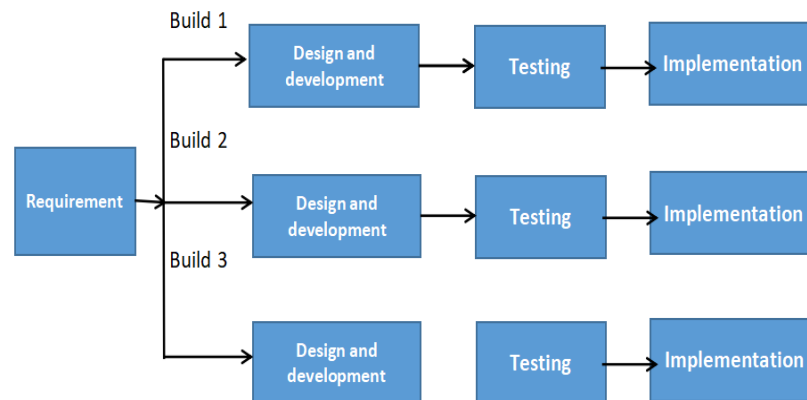 Build 1
Design and
development
Testing
Implementation
Build 2
Requirement
Design and
development
Testing
Implementation
Build 3
Design and
development
Testing
Implementation